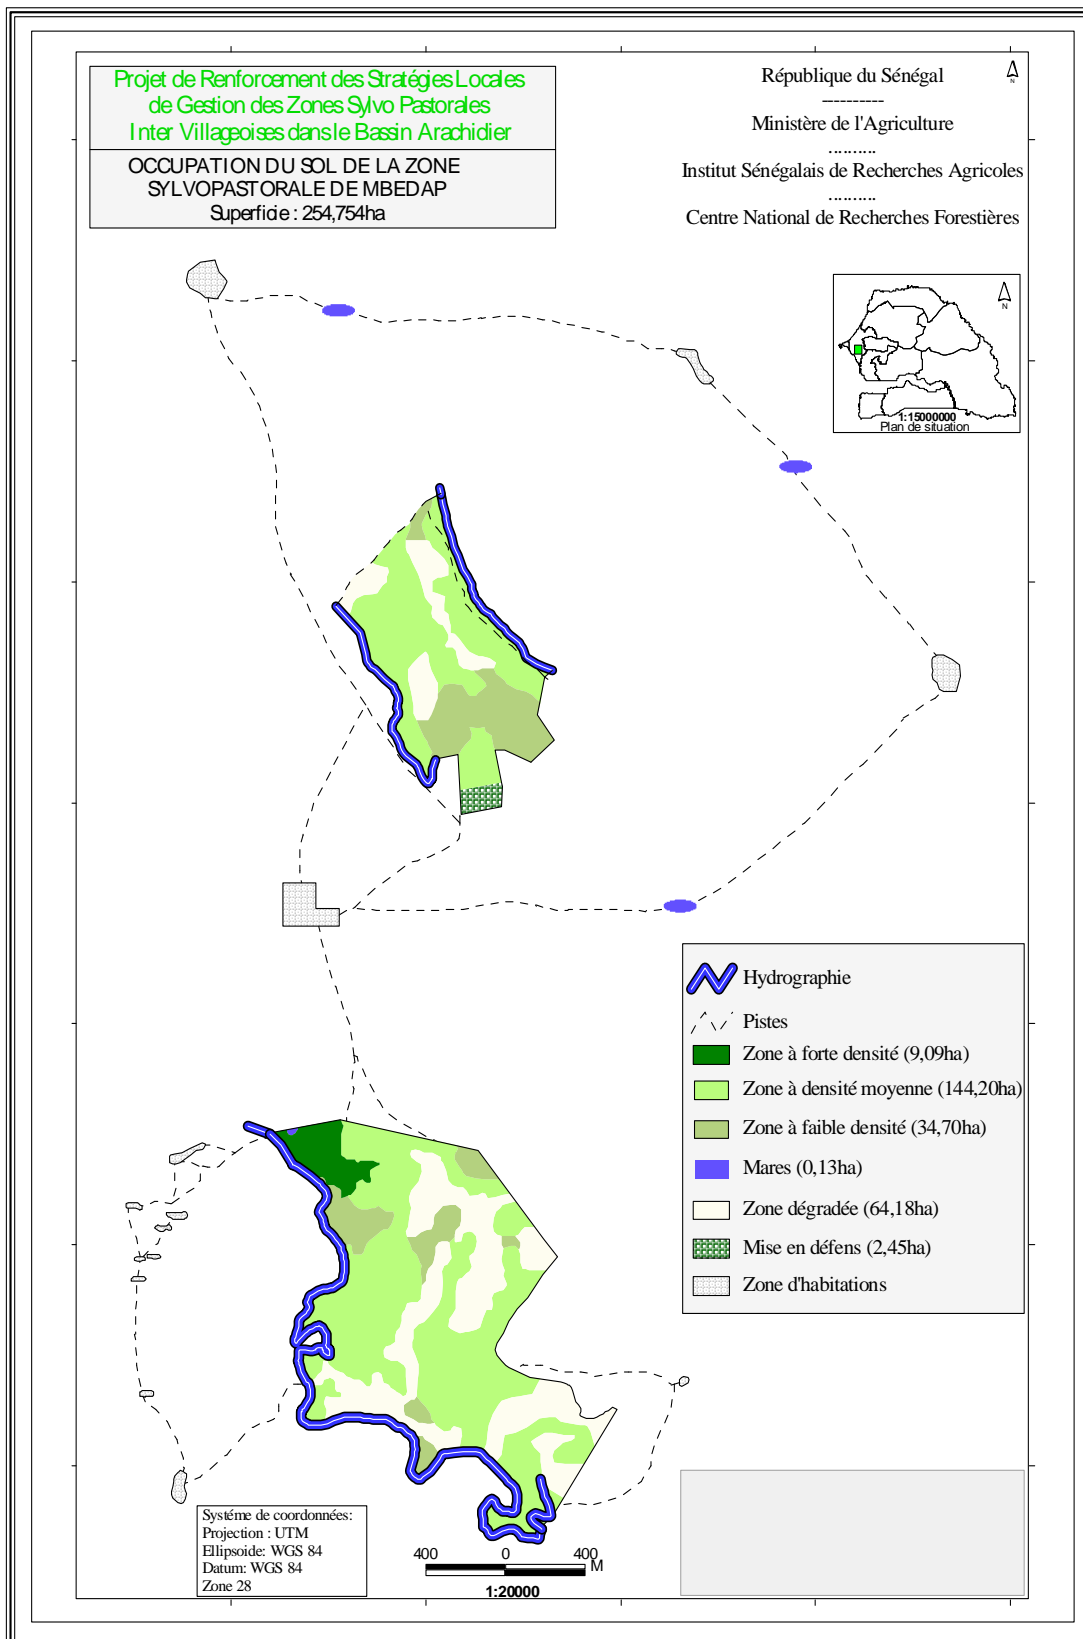 Projet de Renforcement des Stratégies Locales
de Gestion des Zones Sylvo Pastorales
Inter Villageoises dans le Bassin Arachidier
OCCUPATION DU SOL DE LA ZONE
SYLVOPASTORALE DE MBEDAP
Superficie : 254,754ha
République du Sénégal
----------
Ministère de l'Agriculture
..........
Institut Sénégalais de Recherches Agricoles
..........
Centre National de Recherches Forestières
N
N
1:15000000
Plan de situation
Hydrographie
Pistes
Zone à forte densité (9,09ha)
Zone à densité moyenne (144,20ha)
Zone à faible densité (34,70ha)
Mares (0,13ha)
Zone dégradée (64,18ha)
Mise en défens (2,45ha)
Zone d'habitations
Systéme de coordonnées:
Projection : UTM
Ellipsoide: WGS 84
Datum: WGS 84
Zone 28
400 0 400
M
1:20000